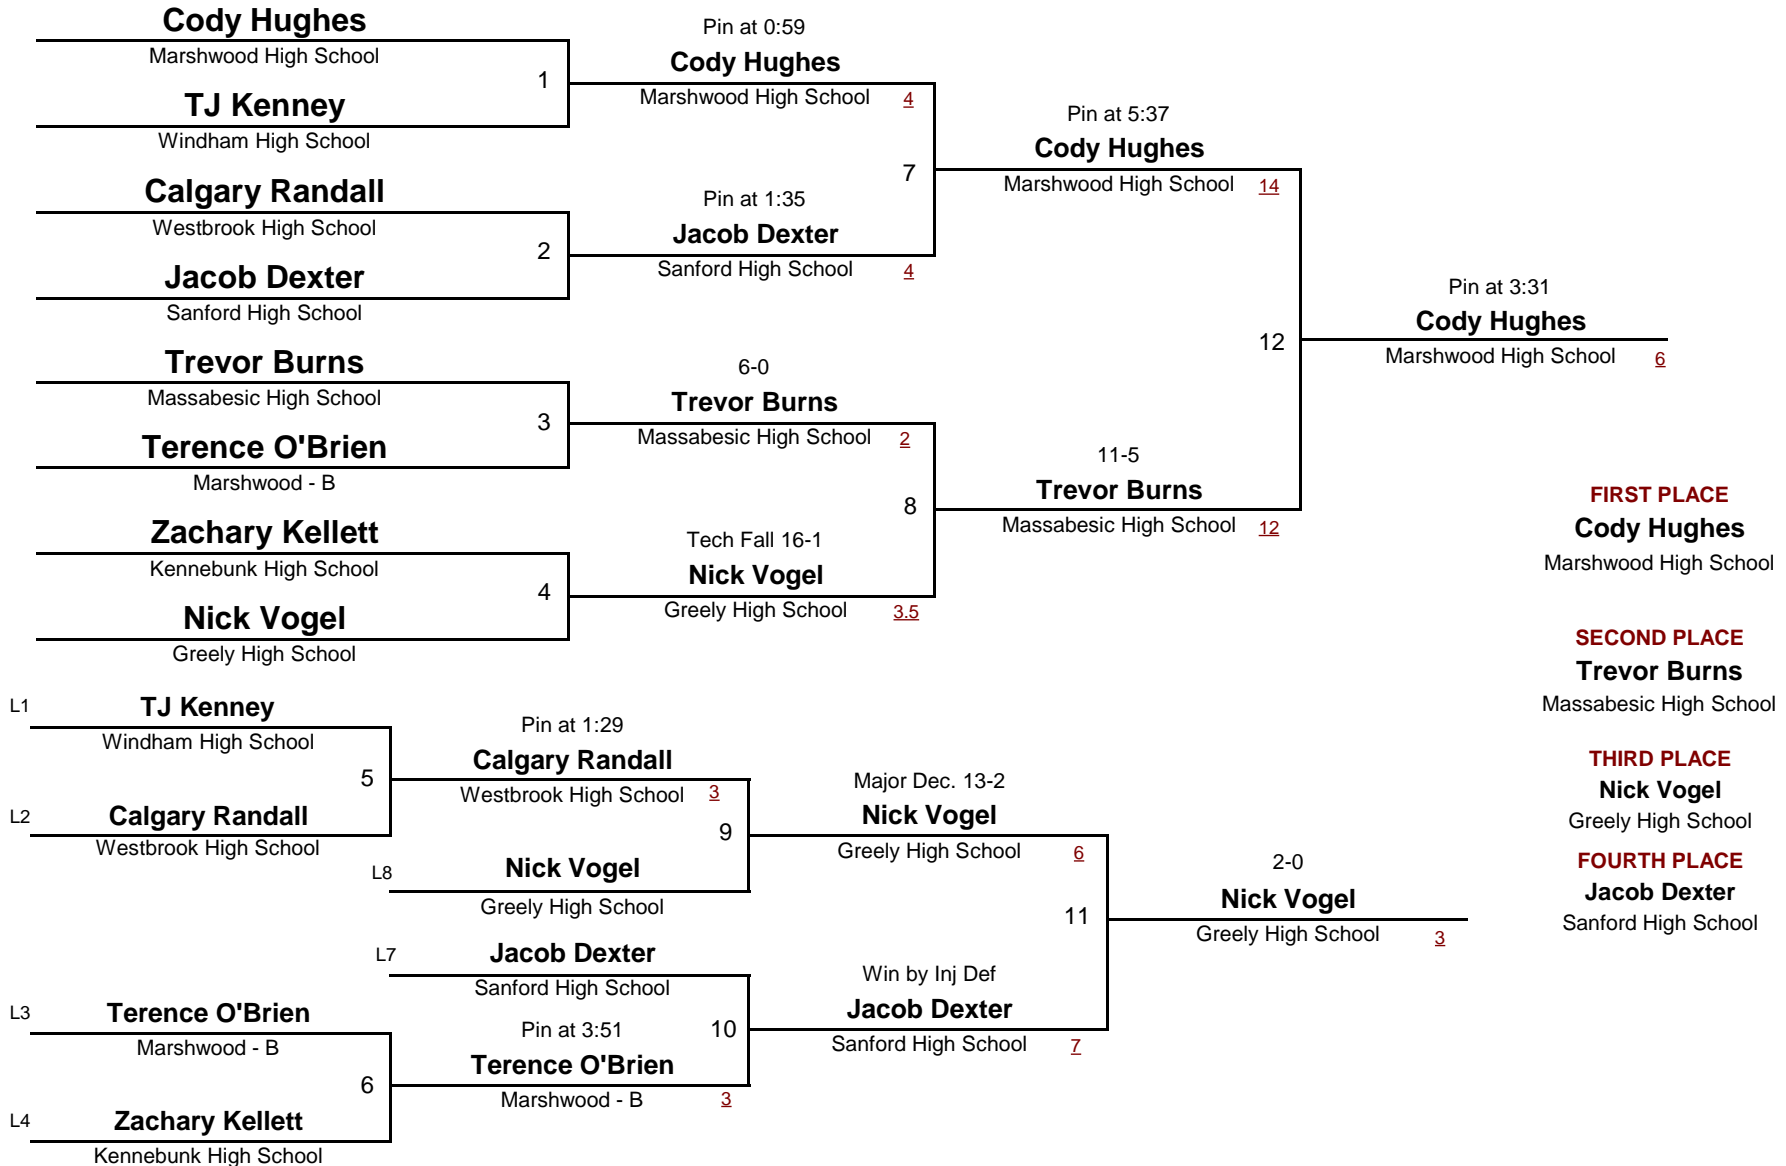 Cody Hughes
Marshwood High School
1
TJ Kenney
Windham High School
Calgary Randall
Westbrook High School
2
Jacob Dexter
Sanford High School
Trevor Burns
Massabesic High School
3
Terence O'Brien
Marshwood - B
Zachary Kellett
Kennebunk High School
4
Nick Vogel
Greely High School
Pin at 0:59
Cody Hughes
Marshwood High School 4
7
Pin at 1:35
Jacob Dexter
Sanford High School 4
6-0
Trevor Burns
Massabesic High School 2
8
Tech Fall 16-1
Nick Vogel
Greely High School 3.5
Pin at 5:37
Cody Hughes
Marshwood High School 14
12
11-5
Trevor Burns
Massabesic High School 12
Pin at 3:31
Cody Hughes
Marshwood High School 6
FIRST PLACE
Cody Hughes
Marshwood High School
SECOND PLACE
Trevor Burns
Massabesic High School
THIRD PLACE
Nick Vogel
Greely High School
FOURTH PLACE
Jacob Dexter
Sanford High School
L1 TJ Kenney
Windham High School
5
L2 Calgary Randall
Westbrook High School
Pin at 1:29
Calgary Randall
Westbrook High School 3
9
L8 Nick Vogel
Greely High School
L7 Jacob Dexter
Sanford High School
10
Pin at 3:51
Terence O'Brien
Marshwood - B 3
L3 Terence O'Brien
Marshwood - B
6
L4 Zachary Kellett
Kennebunk High School
Major Dec. 13-2
Nick Vogel
Greely High School 6
11
Win by Inj Def
Jacob Dexter
Sanford High School 7
2-0
Nick Vogel
Greely High School 3